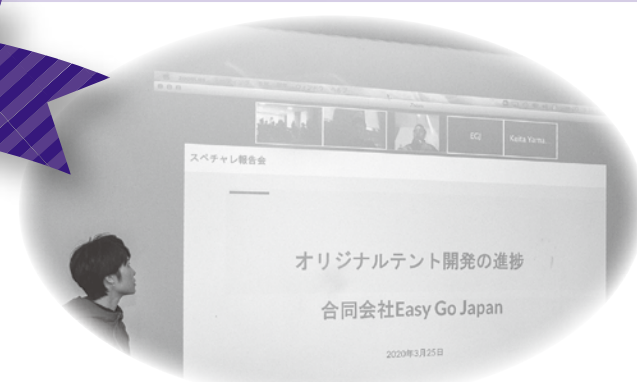 EGJ
Keita Yama...
スペチャレ報告会
オリジナルテント開発の進捗
合同会社Easy Go Japan
2020年3月25日